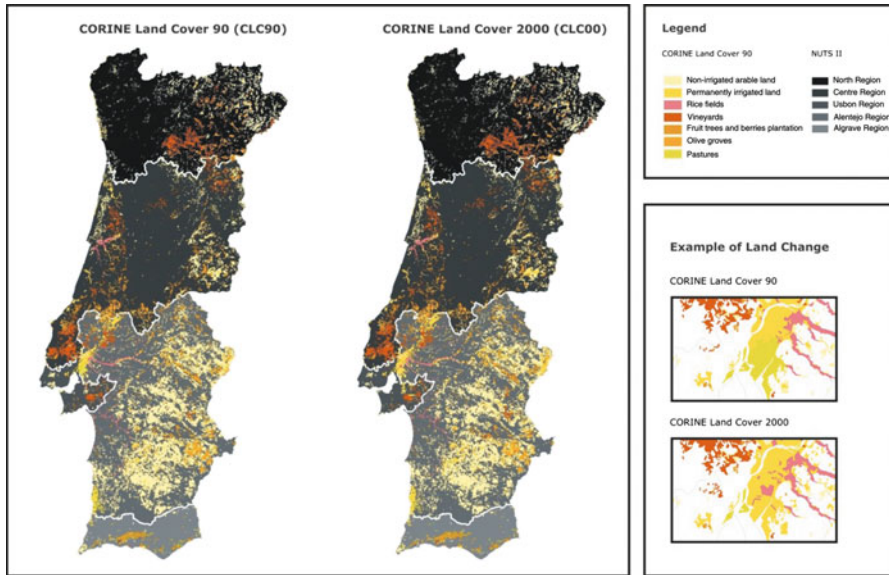 CORINE Land Cover 90 (CLC90)
CORINE Land Cover 2000 (CLC00)
Legend
CORINE Land Cover 90
Non-irrigated arable land
Permanently irrigated land
Rice fields
Vineyards
Fruit trees and berries plantation
Olive groves
Pastures
NUTS II
North Region
Centre Region
Usbon Region
Alentejo Region
Algrave Region
Example of Land Change
CORINE Land Cover 90
CORINE Land Cover 2000